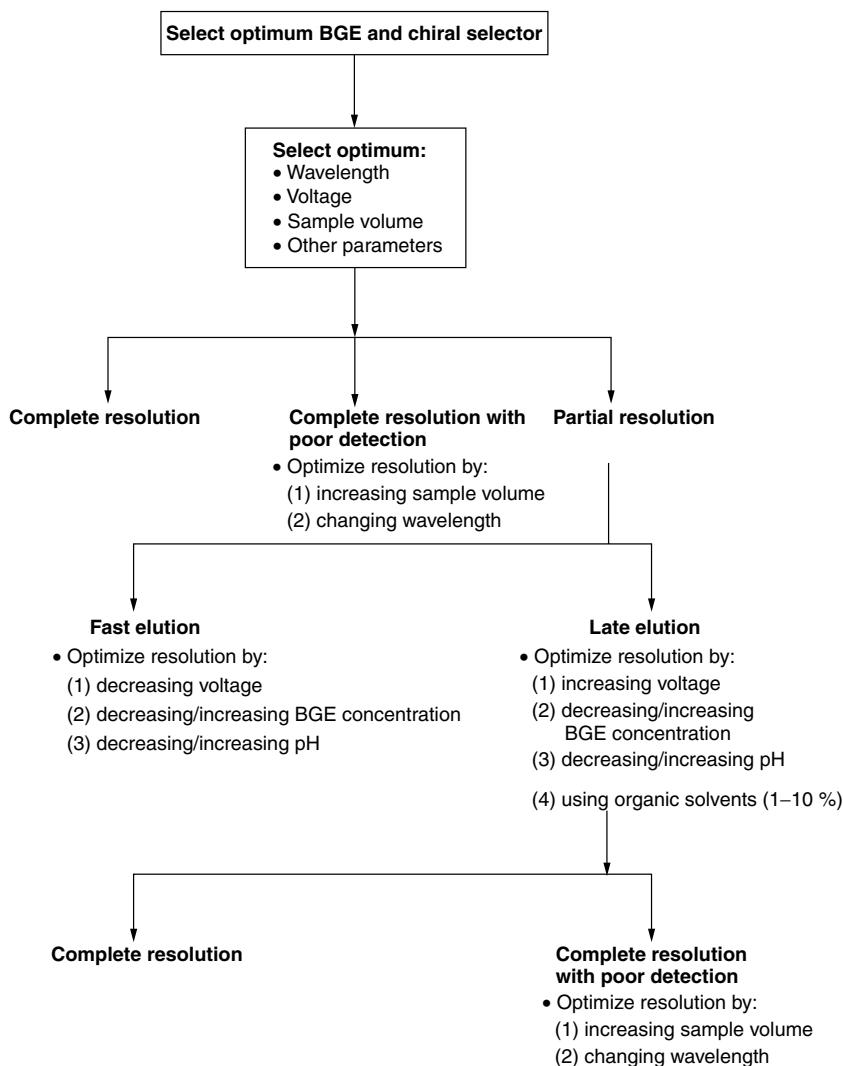 Select optimum BGE and chiral selector
Select optimum:
• Wavelength
• Voltage
• Sample volume
• Other parameters
Complete resolution
Complete resolution with
poor detection
• Optimize resolution by:
(1) increasing sample volume
(2) changing wavelength
Partial resolution
Fast elution
• Optimize resolution by:
(1) decreasing voltage
(2) decreasing/increasing BGE concentration
(3) decreasing/increasing pH
Late elution
• Optimize resolution by:
(1) increasing voltage
(2) decreasing/increasing
BGE concentration
(3) decreasing/increasing pH
(4) using organic solvents (1–10 %)
Complete resolution
Complete resolution
with poor detection
• Optimize resolution by:
(1) increasing sample volume
(2) changing wavelength